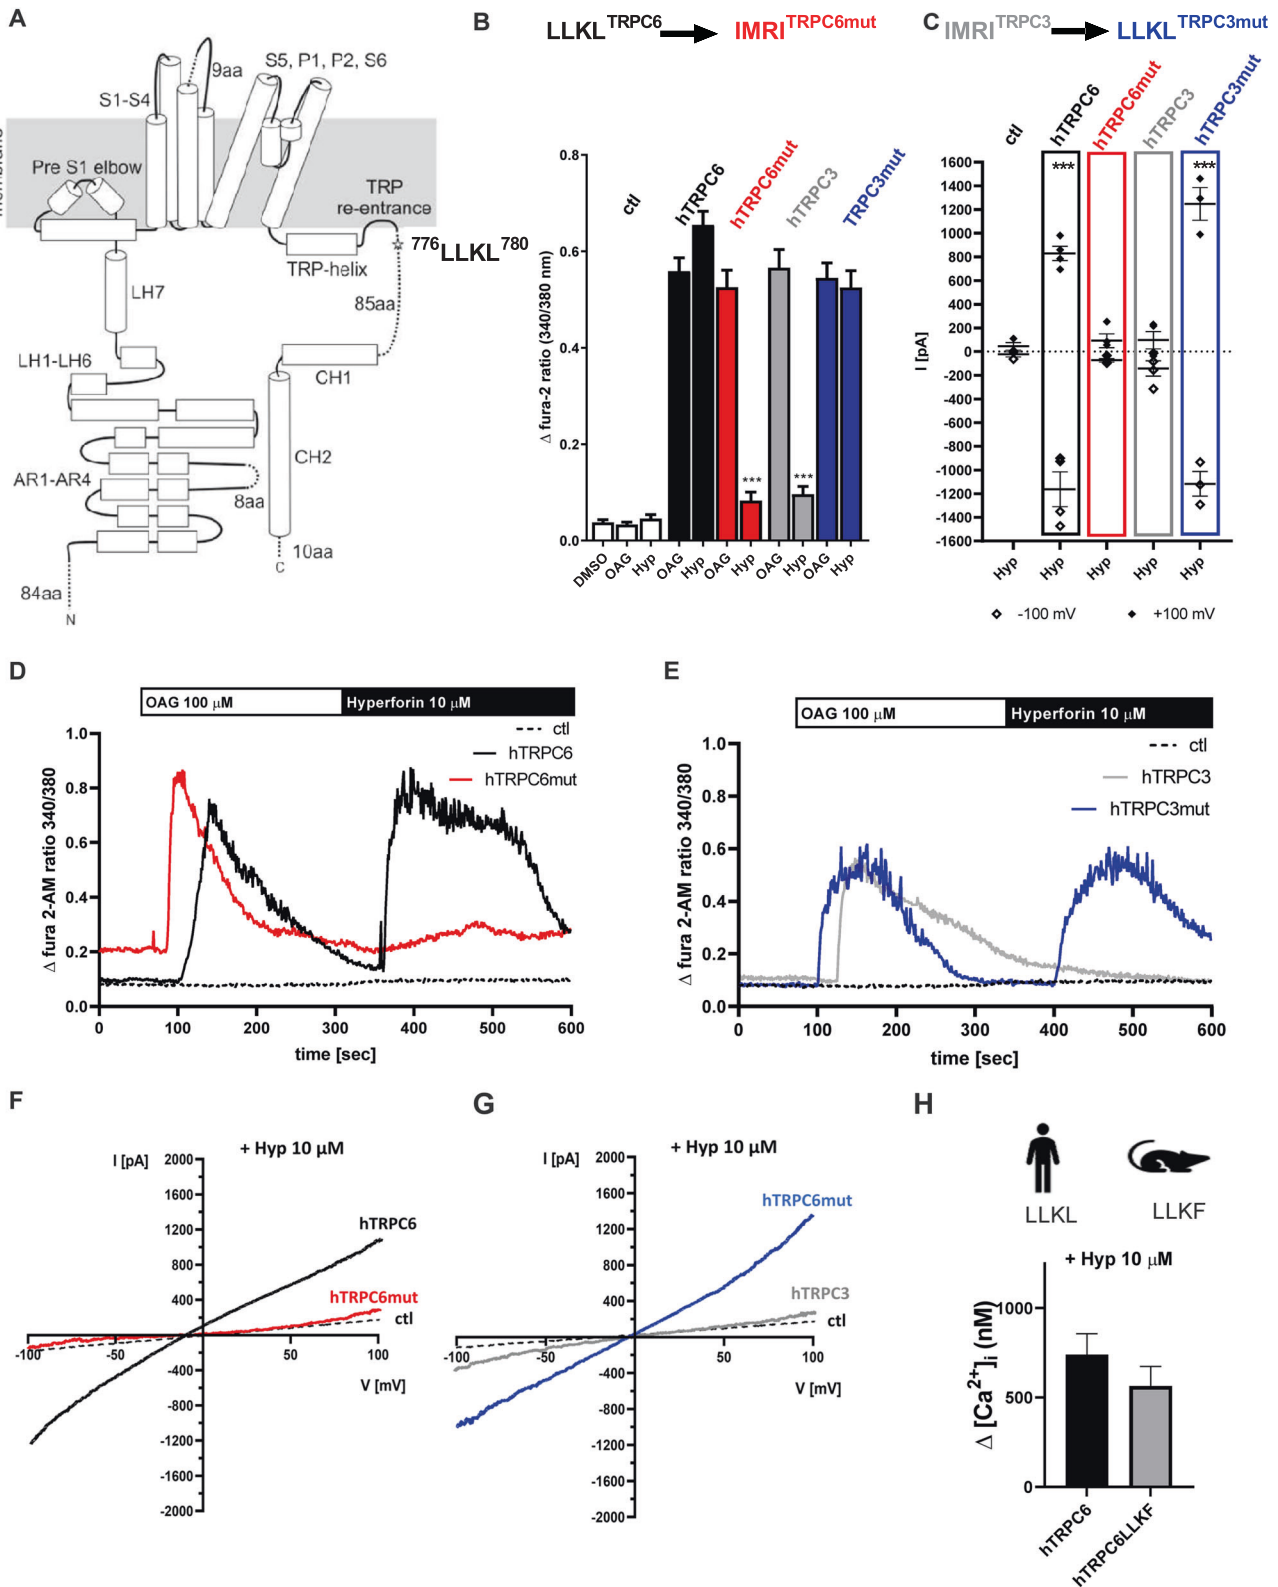 A
9aa
S5, P1, P2, S6
S1-S4
Pre S1 elbow
TRP
re-entrance
776LLKL780
TRP-helix
LH7
85aa
LH1-LH6
CH1
CH2
AR1-AR4
8aa
10aa
C
84aa
N
B
LLKLTRPC6
IMRITRPC6mut
0.8
0.6
0.4
0.2
0.0
Δ fura-2 ratio (340/380 nm)
ctl
hTRPC6
hTRPC6mut
hTRPC3
TRPC3mut
***
***
DMSO
OAG
Hyp
OAG
Hyp
OAG
Hyp
OAG
Hyp
OAG
Hyp
C
IMRITRPC3
LLKLTRPC3mut
ctl
hTRPC6
hTRPC6mut
hTRPC3
hTRPC3mut
***
***
1600
1400
1200
1000
800
600
400
200
0
-200
-400
-600
-800
-1000
-1200
-1400
-1600
I [pA]
Hyp
Hyp
Hyp
Hyp
Hyp
-100 mV
+100 mV
D
OAG 100 µM
Hyperforin 10 µM
ctl
hTRPC6
hTRPC6mut
1.0
0.8
0.6
0.4
0.2
0.0
Δ fura 2-AM ratio 340/380
0
100
200
300
400
500
600
time [sec]
E
OAG 100 µM
Hyperforin 10 µM
ctl
hTRPC3
hTRPC3mut
1.0
0.8
0.6
0.4
0.2
0.0
Δ fura 2-AM ratio 340/380
0
100
200
300
400
500
600
time [sec]
F
+ Hyp 10 µM
I [pA]
2000
1600
1200
800
400
-400
-800
-1200
-1600
-2000
hTRPC6
hTRPC6mut
ctl
-100
-50
50
100
V [mV]
G
+ Hyp 10 µM
I [pA]
2000
1600
1200
800
400
-400
-800
-1200
-1600
-2000
hTRPC6mut
hTRPC3
ctl
-100
-50
50
100
V [mV]
H
LLKL
LLKF
+ Hyp 10 µM
1000
500
0
Δ [Ca2+]i (nM)
hTRPC6
hTRPC6LLKF